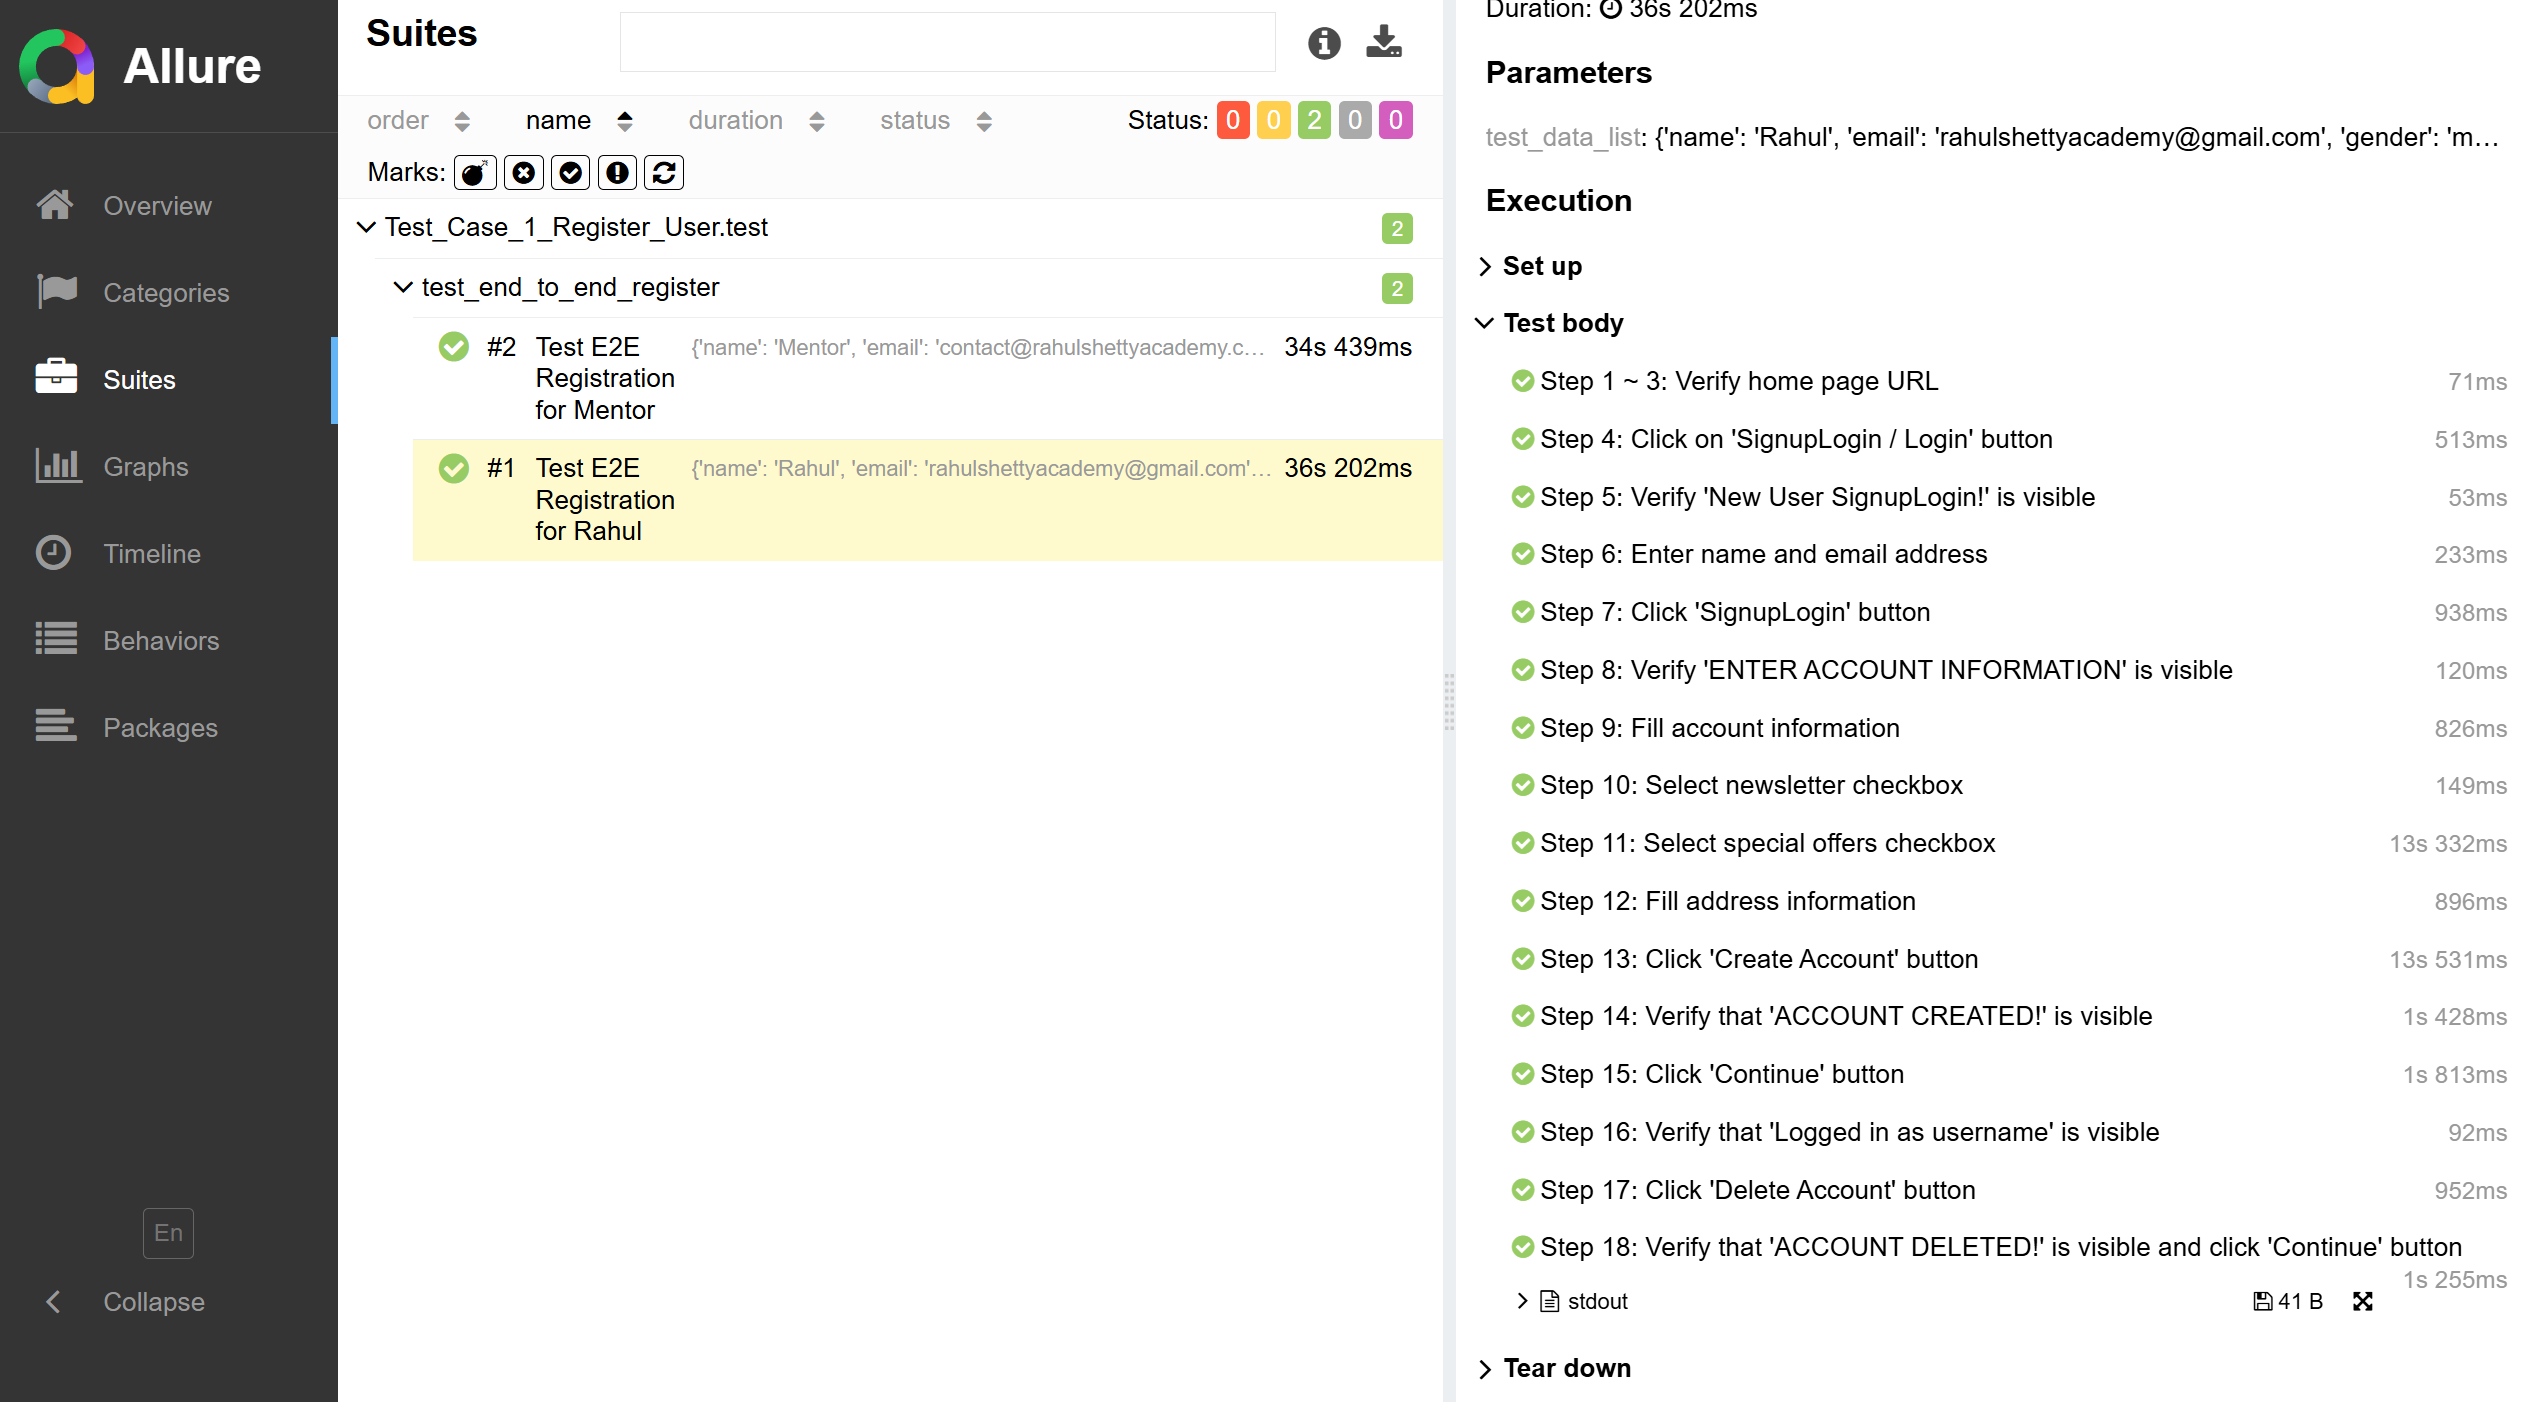 Allure
Overview
Categories
Suites
Graphs
Timeline
Behaviors
Packages
En
Collapse
Suites
order name duration status Status: 0 0 2 0 0
Marks:
Test_Case_1_Register_User.test 2
test_end_to_end_register 2
#2 Test E2E Registration for Mentor {'name': 'Mentor', 'email': 'contact@rahulshettyacademy.c… 34s 439ms
#1 Test E2E Registration for Rahul {'name': 'Rahul', 'email': 'rahulshettyacademy@gmail.com'… 36s 202ms
Duration: 36s 202ms
Parameters
test_data_list: {'name': 'Rahul', 'email': 'rahulshettyacademy@gmail.com', 'gender': 'm…
Execution
Set up
Test body
Step 1 ~ 3: Verify home page URL 71ms
Step 4: Click on 'SignupLogin / Login' button 513ms
Step 5: Verify 'New User SignupLogin!' is visible 53ms
Step 6: Enter name and email address 233ms
Step 7: Click 'SignupLogin' button 938ms
Step 8: Verify 'ENTER ACCOUNT INFORMATION' is visible 120ms
Step 9: Fill account information 826ms
Step 10: Select newsletter checkbox 149ms
Step 11: Select special offers checkbox 13s 332ms
Step 12: Fill address information 896ms
Step 13: Click 'Create Account' button 13s 531ms
Step 14: Verify that 'ACCOUNT CREATED!' is visible 1s 428ms
Step 15: Click 'Continue' button 1s 813ms
Step 16: Verify that 'Logged in as username' is visible 92ms
Step 17: Click 'Delete Account' button 952ms
Step 18: Verify that 'ACCOUNT DELETED!' is visible and click 'Continue' button
1s 255ms
stdout 41 B
Tear down